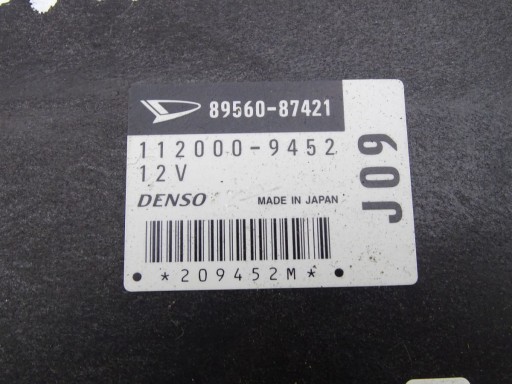 89560-87421
112000-9452
12V
DENSO MADE IN JAPAN
*209452M*
J09